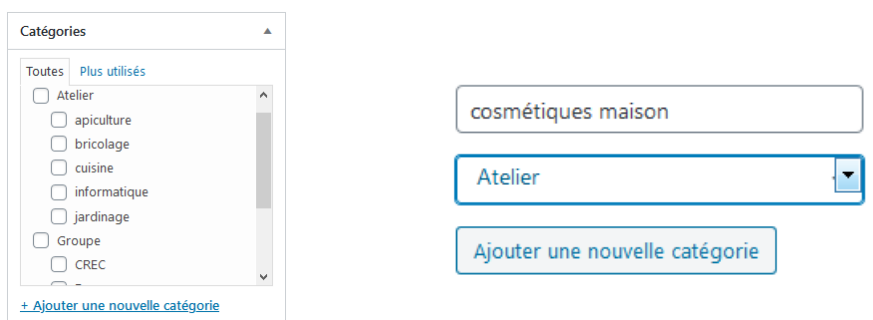 Catégories
Toutes Plus utilisés
Atelier
apiculture
bricolage
cuisine
informatique
jardinage
Groupe
CREC
+ Ajouter une nouvelle catégorie
cosmétiques maison
Atelier
Ajouter une nouvelle catégorie